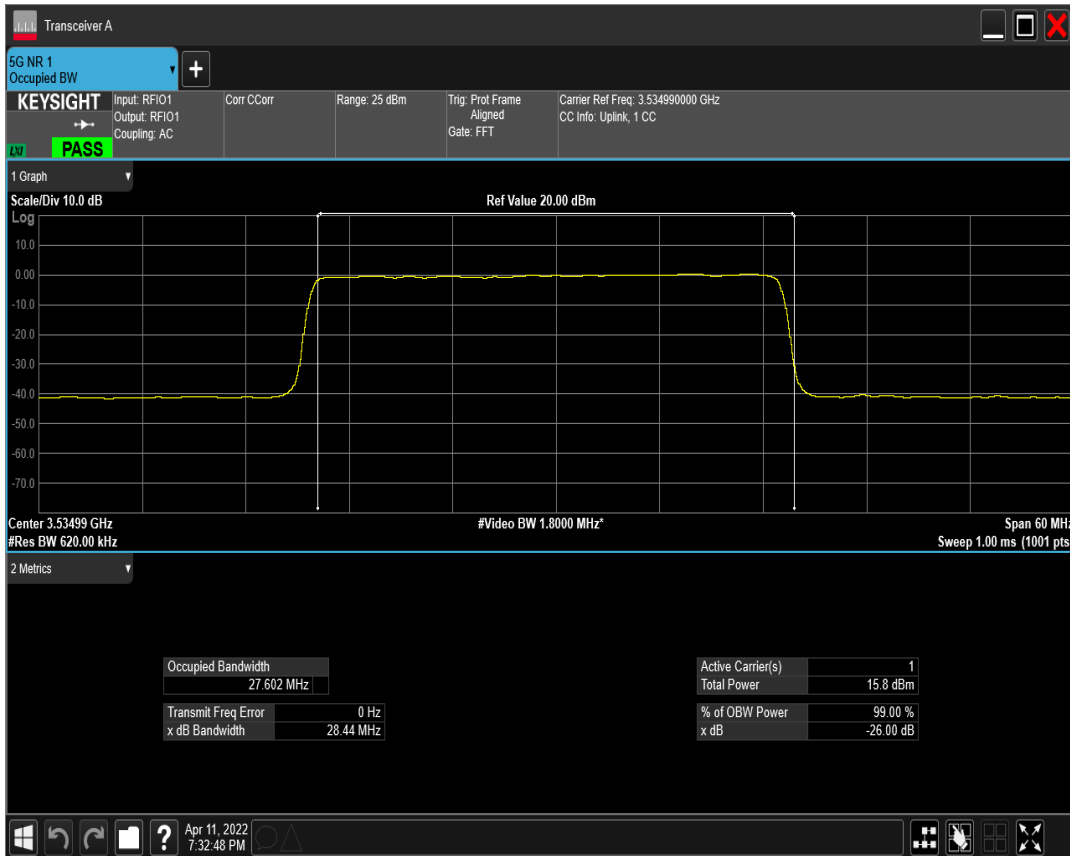 Transceiver A
5G NR 1
Occupied BW
+
KEYSIGHT
LXI
PASS
Input: RFIO1
Output: RFIO1
Coupling: AC
Corr CCorr
Range: 25 dBm
Trig: Prot Frame
Aligned
Gate: FFT
Carrier Ref Freq: 3.534990000 GHz
CC Info: Uplink, 1 CC
1 Graph
Scale/Div 10.0 dB
Ref Value 20.00 dBm
Log
10.0
0.00
-10.0
-20.0
-30.0
-40.0
-50.0
-60.0
-70.0
Center 3.53499 GHz
#Video BW 1.8000 MHz*
Span 60 MHz
#Res BW 620.00 kHz
Sweep 1.00 ms (1001 pts
2 Metrics
Occupied Bandwidth
27.602 MHz
Transmit Freq Error 0 Hz
x dB Bandwidth 28.44 MHz
Active Carrier(s) 1
Total Power 15.8 dBm
% of OBW Power 99.00 %
x dB -26.00 dB
?
Apr 11, 2022
7:32:48 PM